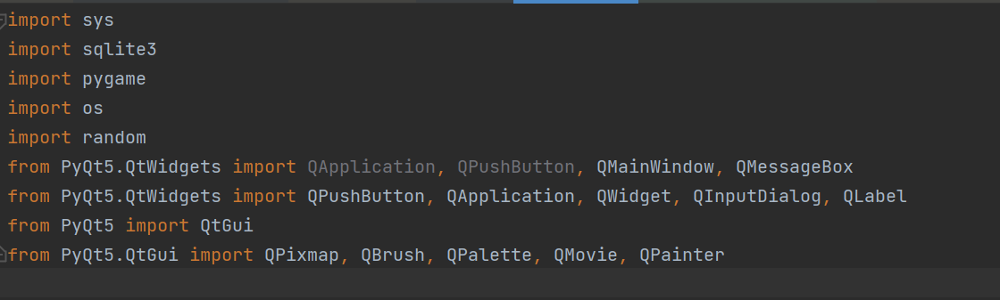 import sys
import sqlite3
import pygame
import os
import random
from PyQt5.QtWidgets import QApplication, QPushButton, QMainWindow, QMessageBox
from PyQt5.QtWidgets import QPushButton, QApplication, QWidget, QInputDialog, QLabel
from PyQt5 import QtGui
from PyQt5.QtGui import QPixmap, QBrush, QPalette, QMovie, QPainter